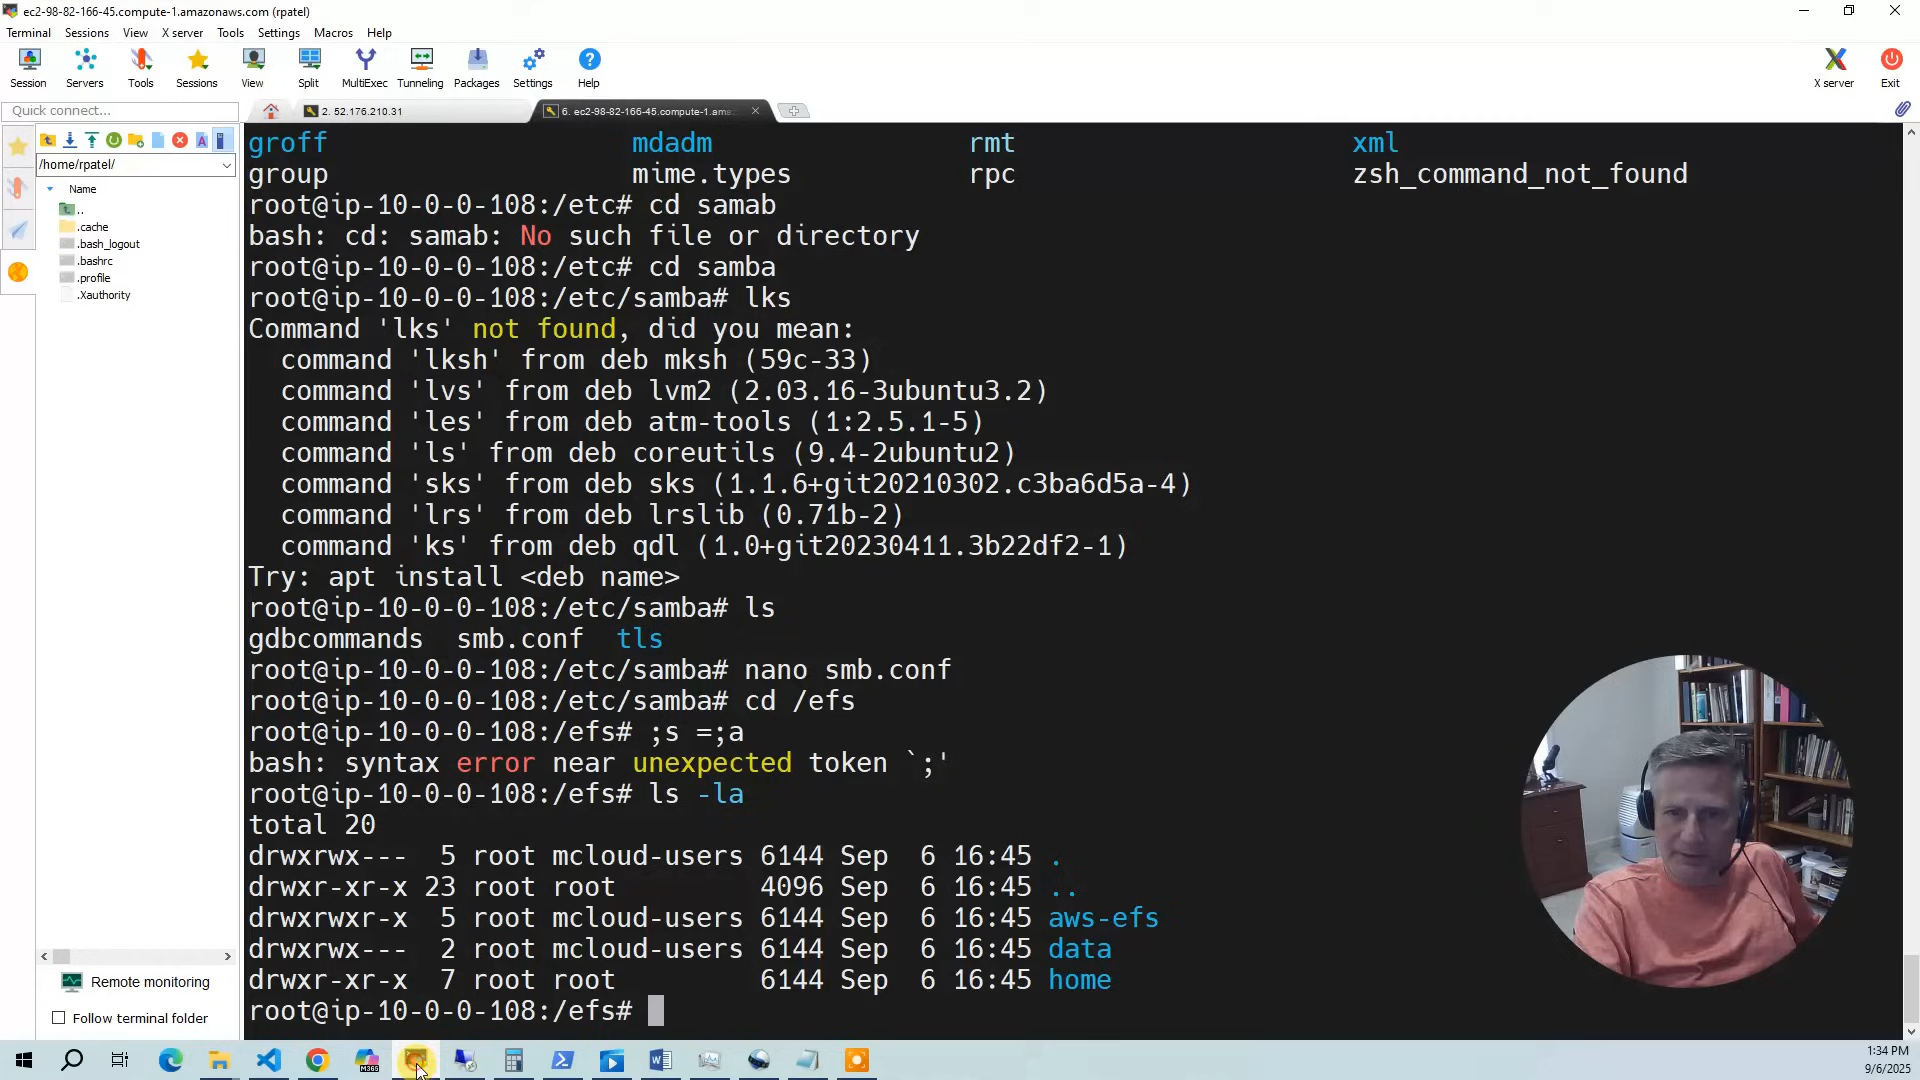 ec2-98-82-166-45.compute-1.amazonaws.com (rpatel)
Terminal Sessions View X server Tools Settings Macros Help
Session Servers Tools Sessions View Split MultiExec Tunneling Packages Settings Help X server Exit
Quick connect...
2. 52.176.210.31
6. ec2-98-82-166-45.compute-1.ama
/home/rpatel/
Name
..
.cache
.bash_logout
.bashrc
.profile
.Xauthority
Remote monitoring
Follow terminal folder
groff mdadm rmt xml
group mime.types rpc zsh_command_not_found
root@ip-10-0-0-108:/etc# cd samab
bash: cd: samab: No such file or directory
root@ip-10-0-0-108:/etc# cd samba
root@ip-10-0-0-108:/etc/samba# lks
Command 'lks' not found, did you mean:
command 'lksh' from deb mksh (59c-33)
command 'lvs' from deb lvm2 (2.03.16-3ubuntu3.2)
command 'les' from deb atm-tools (1:2.5.1-5)
command 'ls' from deb coreutils (9.4-2ubuntu2)
command 'sks' from deb sks (1.1.6+git20210302.c3ba6d5a-4)
command 'lrs' from deb lrslib (0.71b-2)
command 'ks' from deb qdl (1.0+git20230411.3b22df2-1)
Try: apt install <deb name>
root@ip-10-0-0-108:/etc/samba# ls
gdbcommands smb.conf tls
root@ip-10-0-0-108:/etc/samba# nano smb.conf
root@ip-10-0-0-108:/etc/samba# cd /efs
root@ip-10-0-0-108:/efs# ;s =;a
bash: syntax error near unexpected token `;'
root@ip-10-0-0-108:/efs# ls -la
total 20
drwxrwx--- 5 root mcloud-users 6144 Sep 6 16:45 .
drwxr-xr-x 23 root root 4096 Sep 6 16:45 ..
drwxrwxr-x 5 root mcloud-users 6144 Sep 6 16:45 aws-efs
drwxrwx--- 2 root mcloud-users 6144 Sep 6 16:45 data
drwxr-xr-x 7 root root 6144 Sep 6 16:45 home
root@ip-10-0-0-108:/efs#
M365
1:34 PM
9/6/2025